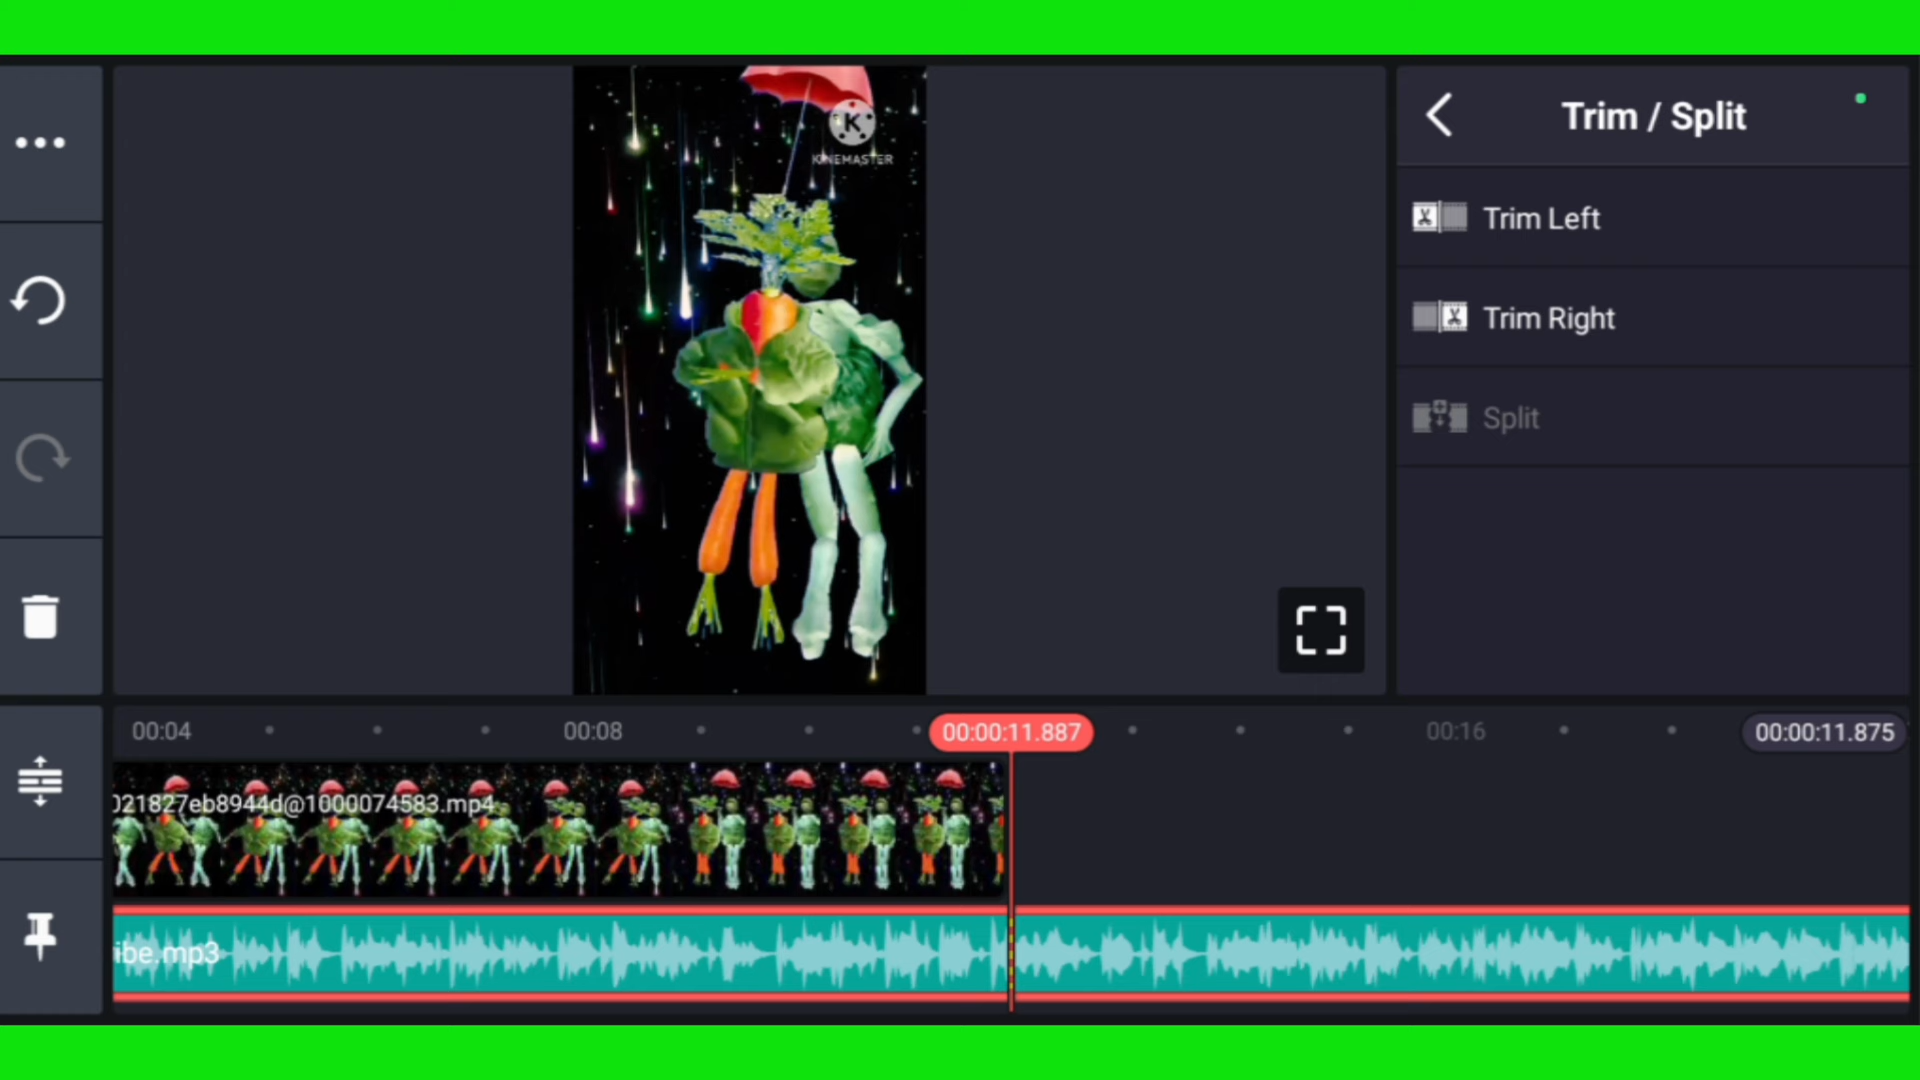 K
KINEMASTER
Trim / Split
Trim Left
Trim Right
Split
00:04
00:08
00:00:11.887
00:16
00:00:11.875
021827eb8944d@1000074583.mp4
ibe.mp3